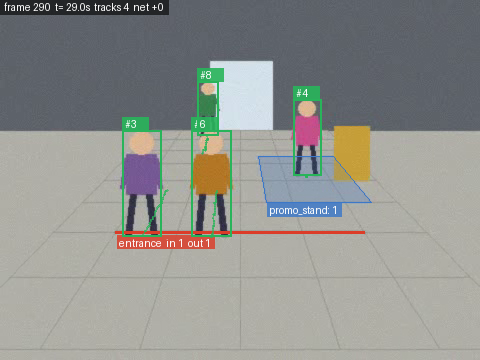 frame 290 t= 29.0s tracks 4 net +0
#8
#4
#3
#6
promo_stand: 1
entrance in 1 out 1